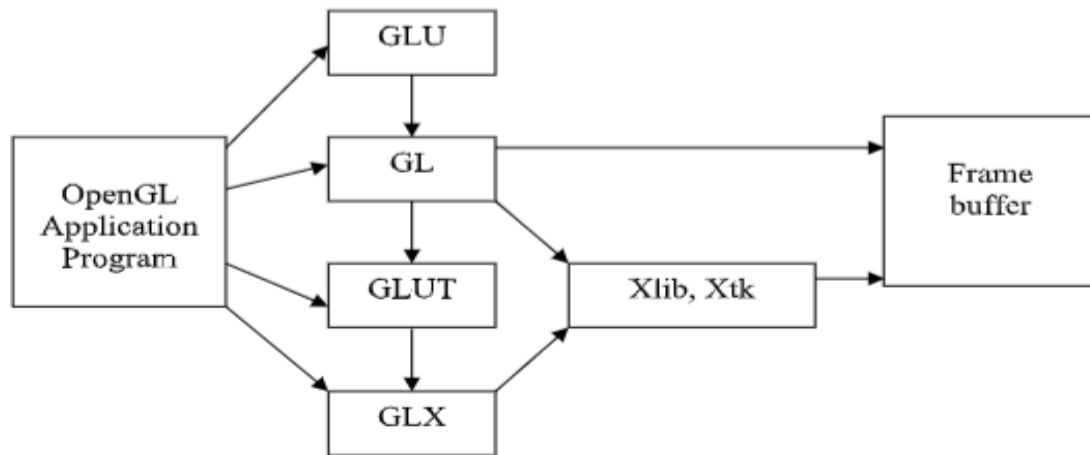 GLU
GL
OpenGL
Application
Program
Frame
buffer
GLUT
Xlib, Xtk
GLX